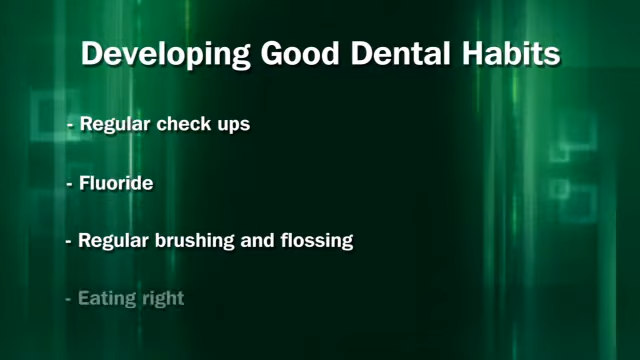 Developing Good Dental Habits
- Regular check ups
- Fluoride
- Regular brushing and flossing
- Eating right